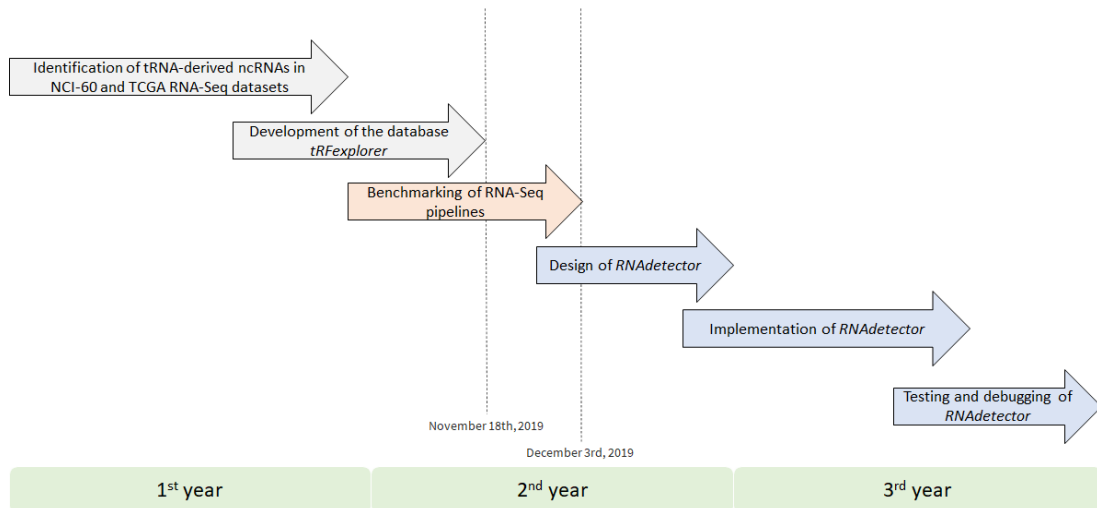 Identification of tRNA-derived ncRNAs in
NCI-60 and TCGA RNA-Seq datasets
Development of the database
tRFexplorer
Benchmarking of RNA-Seq
pipelines
Design of RNAdetector
Implementation of RNAdetector
Testing and debugging of
RNAdetector
November 18th, 2019
December 3rd, 2019
1st year
2nd year
3rd year